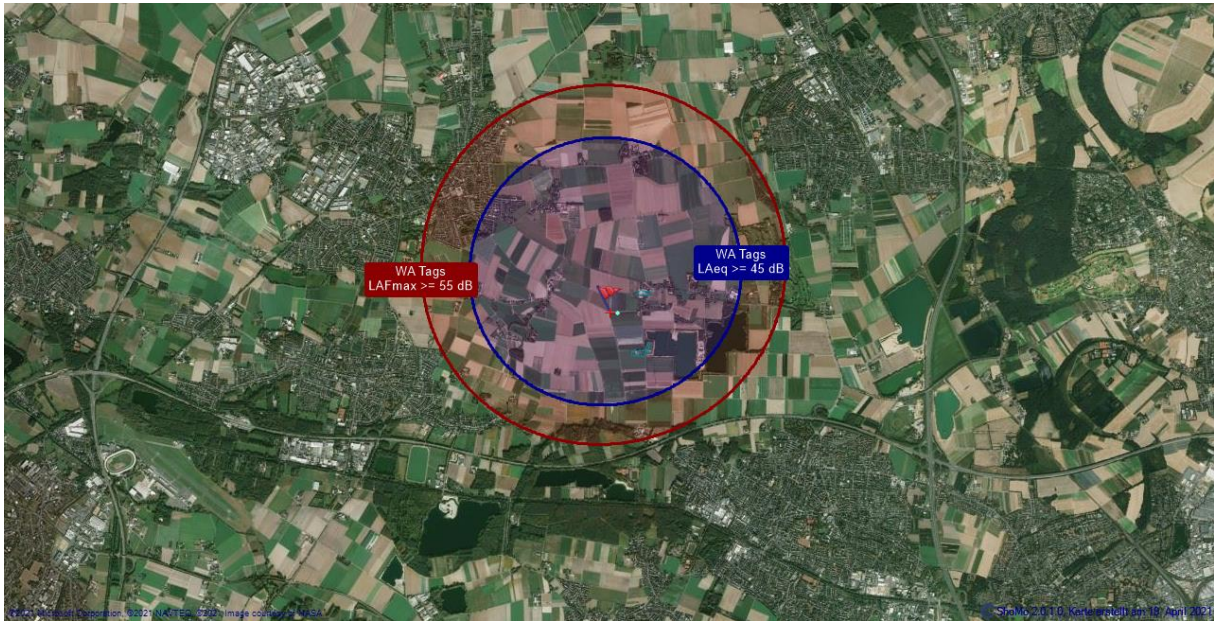 WA Tags
LAeq >= 45 dB
WA Tags
LAFmax >= 55 dB
©2021 Microsoft Corporation, ©2021 NAVTEQ, ©2021 Image courtesy of NASA
© ShoMo 2.0.1.0, Karte erstellt am 18. April 2021